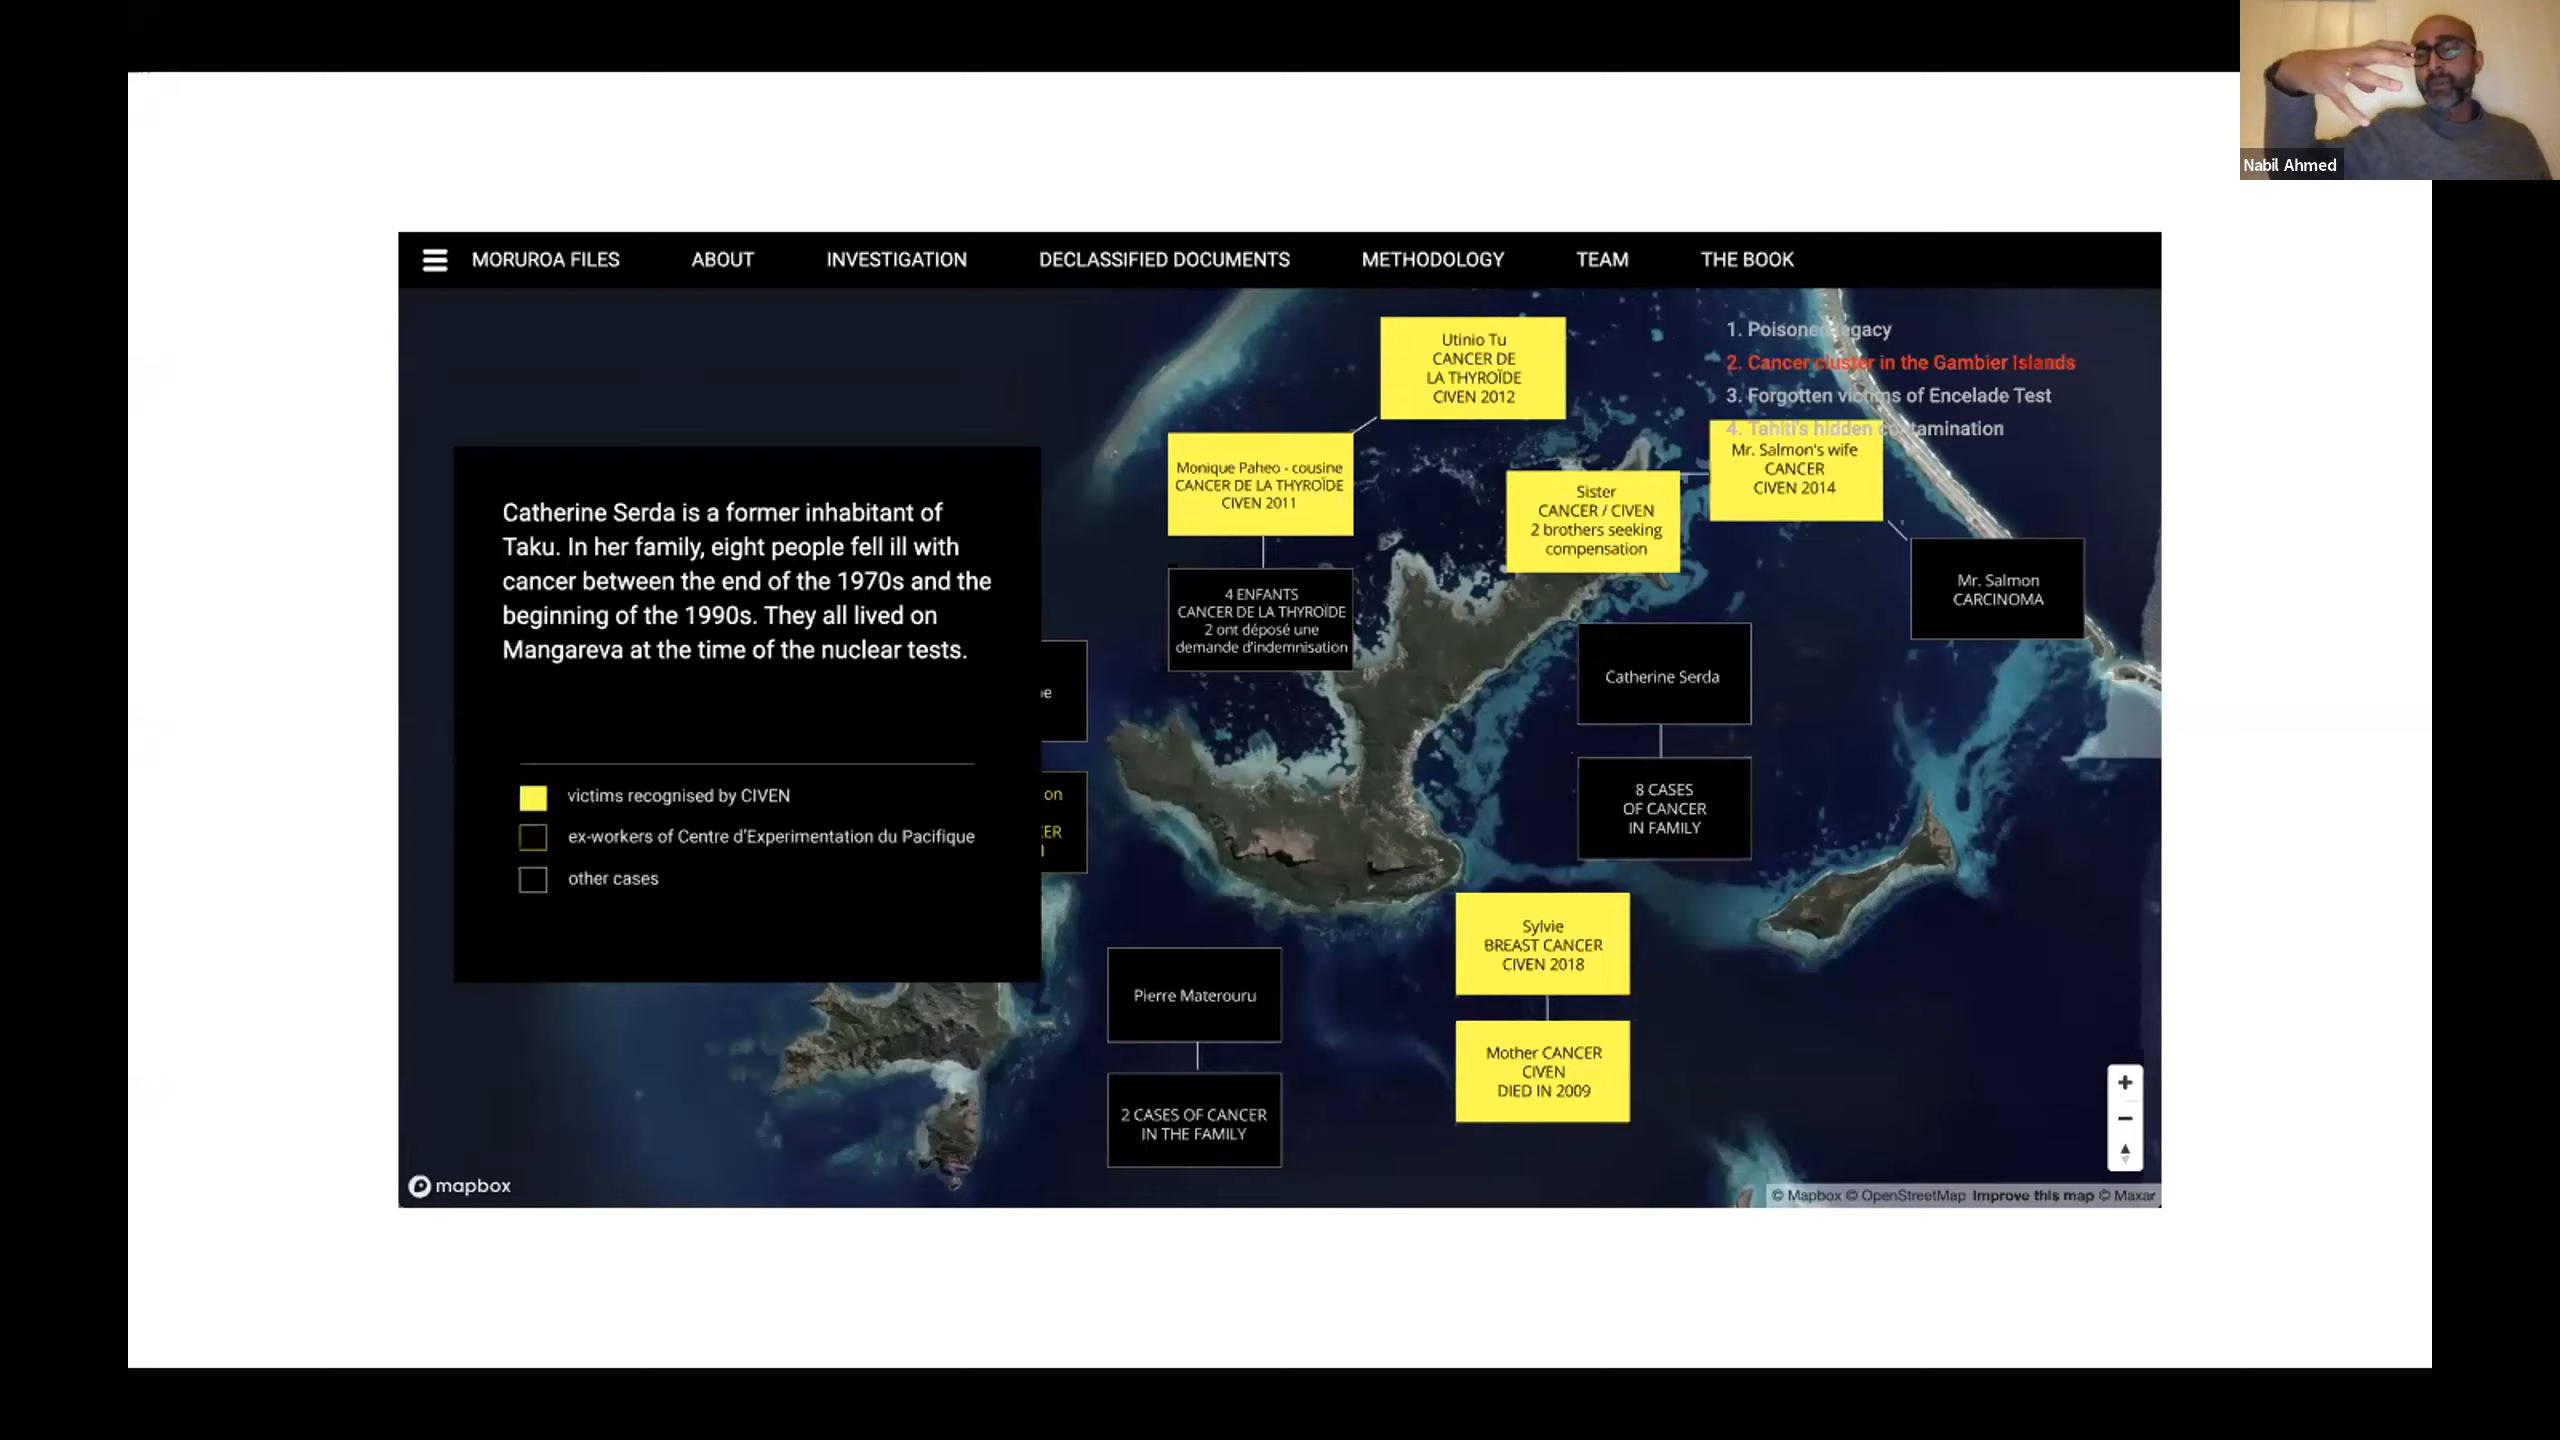 Nabil Ahmed
MORUROA FILES
ABOUT
INVESTIGATION
DECLASSIFIED DOCUMENTS
METHODOLOGY
TEAM
THE BOOK
1. Poisoned legacy
2. Cancer cluster in the Gambier Islands
3. Forgotten victims of Encelade Test
4. Tahiti's hidden contamination
Utinio Tu
CANCER DE
LA THYROÏDE
CIVEN 2012
Monique Paheo - cousine
CANCER DE LA THYROÏDE
CIVEN 2011
4 ENFANTS
CANCER DE LA THYROÏDE
2 ont déposé une
demande d'indemnisation
Sister
CANCER / CIVEN
2 brothers seeking
compensation
Mr. Salmon's wife
CANCER
CIVEN 2014
Mr. Salmon
CARCINOMA
Catherine Serda is a former inhabitant of
Taku. In her family, eight people fell ill with
cancer between the end of the 1970s and the
beginning of the 1990s. They all lived on
Mangareva at the time of the nuclear tests.
victims recognised by CIVEN
ex-workers of Centre d'Experimentation du Pacifique
other cases
Catherine Serda
8 CASES
OF CANCER
IN FAMILY
Sylvie
BREAST CANCER
CIVEN 2018
Mother CANCER
CIVEN
DIED IN 2009
Pierre Materouru
2 CASES OF CANCER
IN THE FAMILY
mapbox
© Mapbox © OpenStreetMap Improve this map © Maxar